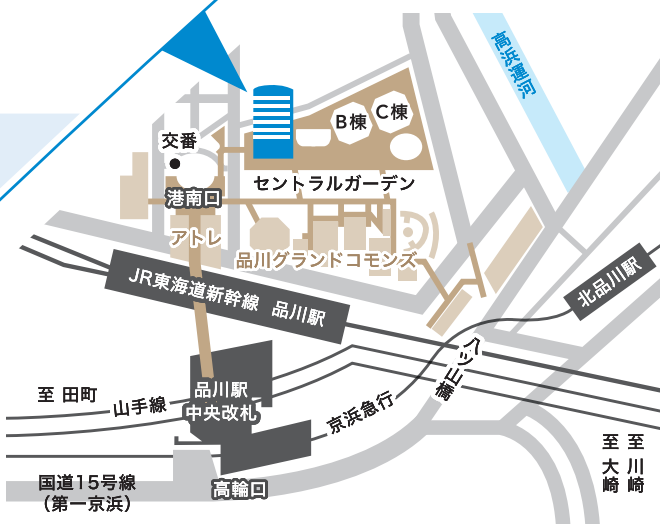 高浜運河
B棟
C棟
交番
セントラルガーデン
港南口
アトレ
品川グランドコモンズ
JR東海道新幹線 品川駅
北品川駅
八ツ山橋
品川駅
中央改札
至 田町
山手線
京浜急行
至 大崎
至 川崎
国道15号線
（第一京浜）
高輪口